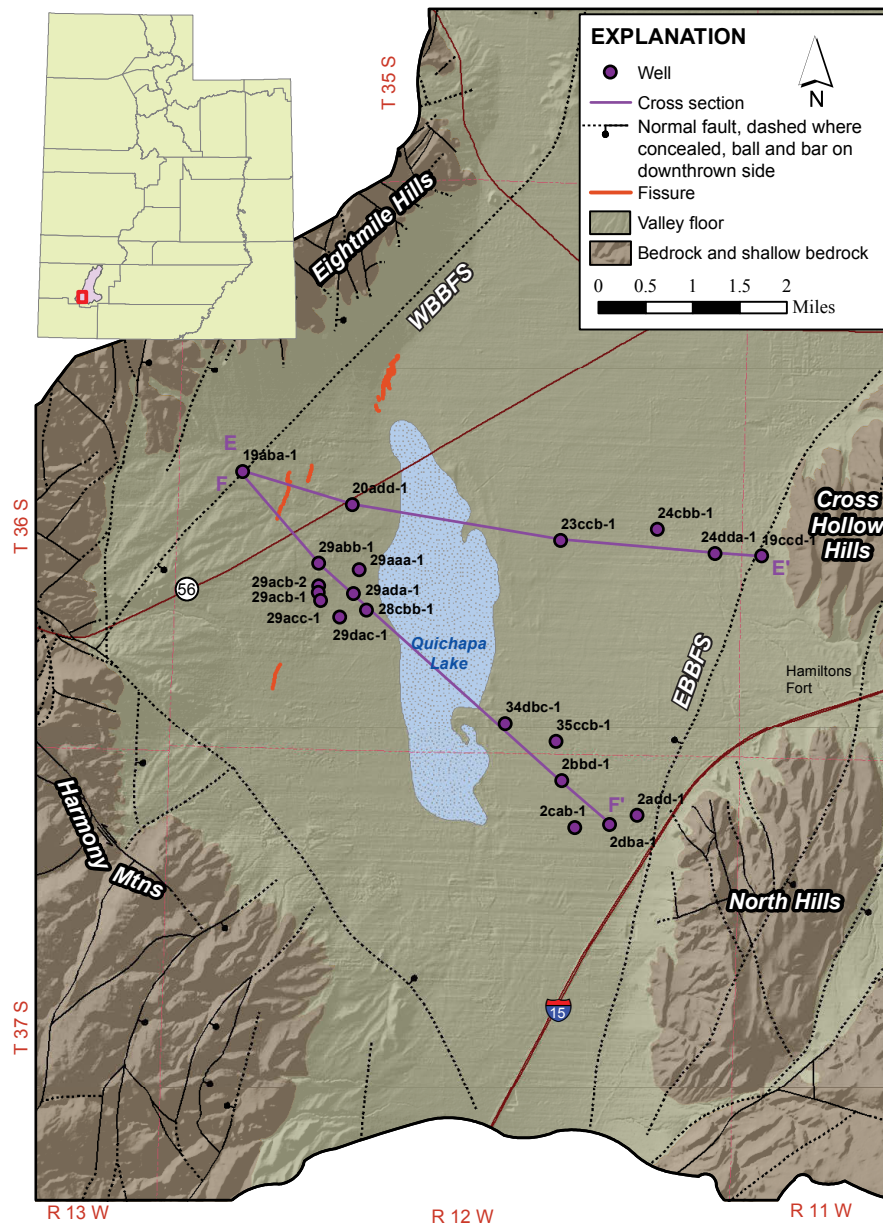 EXPLANATION
Well
Cross section
Normal fault, dashed where
concealed, ball and bar on
downthrown side
Fissure
Valley floor
Bedrock and shallow bedrock
N
0 0.5 1 2
Miles
T 35 S
Eightmile Hills
WBBFS
E
19aba-1
F
20add-1
T 36 S
23ccb-1
24cbb-1
24dda-1
19ccd-1
E'
Cross
Hollow
Hills
29abb-1
29aaa-1
29acb-2
29acb-1
29ada-1
28cbb-1
29acc-1
29dac-1
56
Quichapa
Lake
EBBFS
Hamiltons
Fort
34dbc-1
35ccb-1
2bbd-1
F'
2add-1
2cab-1
2dba-1
Harmony
Mtns
North Hills
15
T 37 S
R 13 W
R 12 W
R 11 W